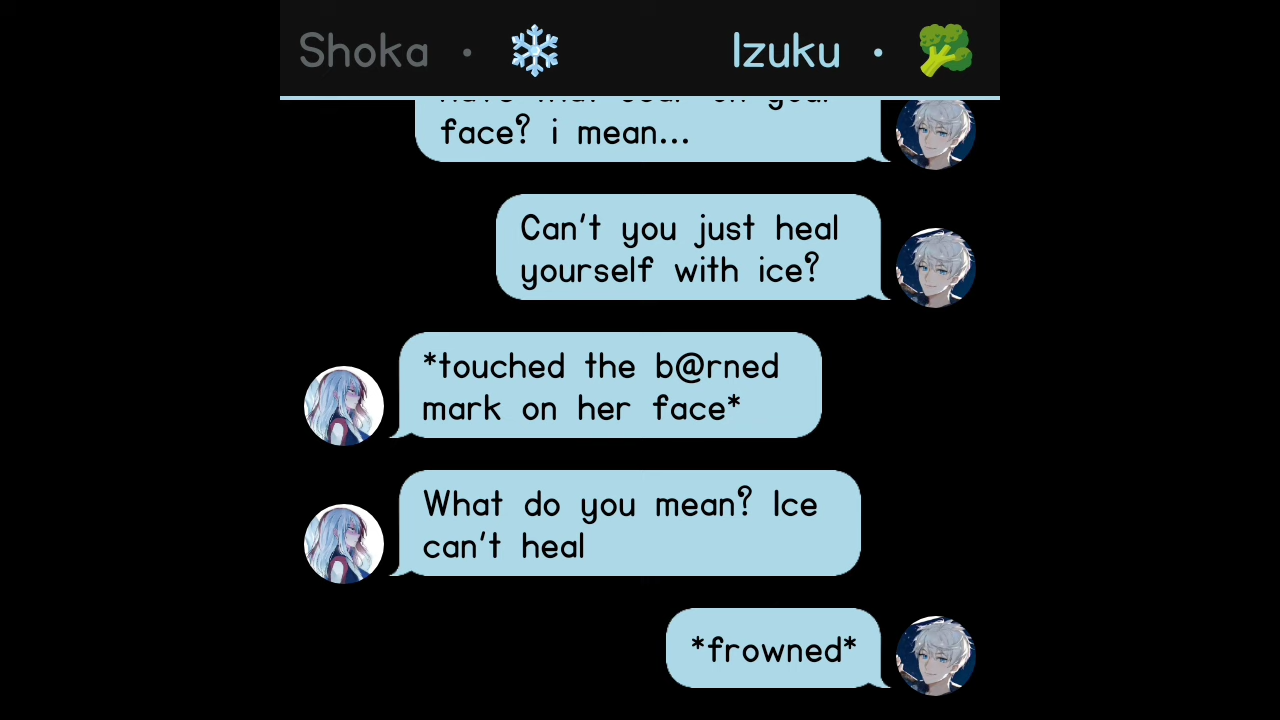 Shoka • Izuku •
face? i mean...
Can't you just heal
yourself with ice?
*touched the b@rned
mark on her face*
What do you mean? Ice
can't heal
*frowned*